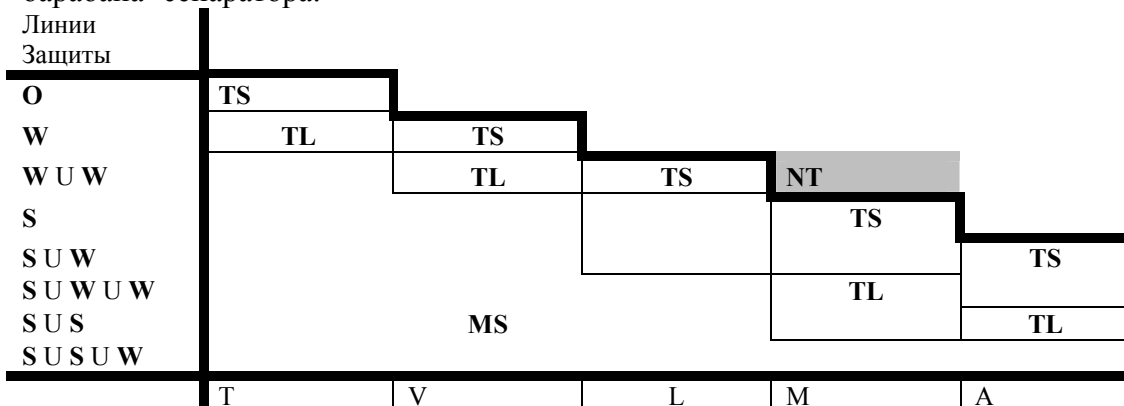 барабана сепаратора.
Линии
Защиты
O TS
W TL TS
W U W TL TS NT
S TS
S U W TS
S U W U W TL
S U S MS TL
S U S U W
T V L M A